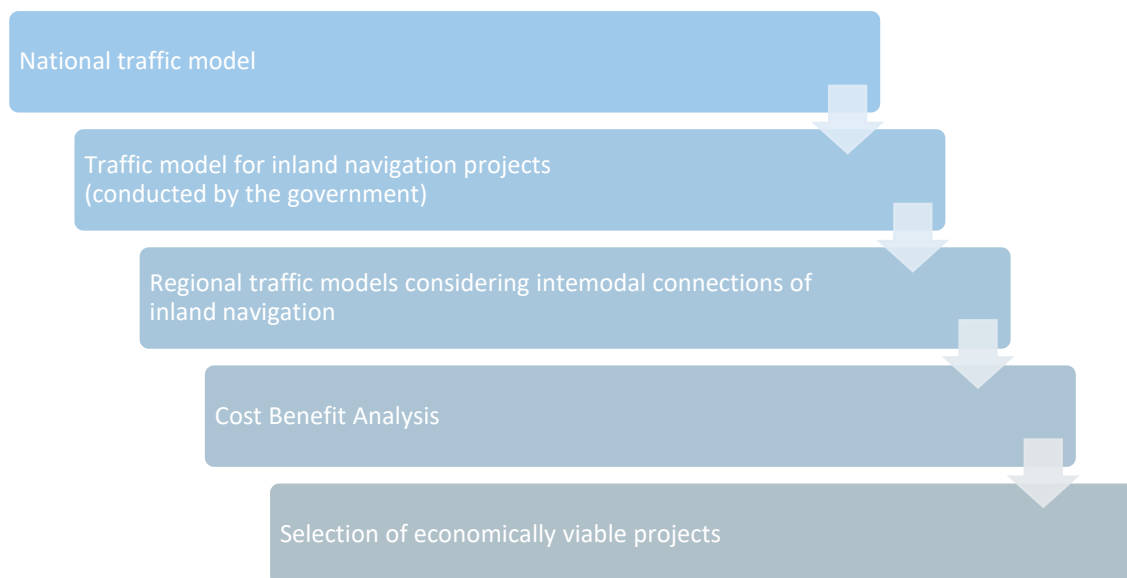 National traffic model
Traffic model for inland navigation projects
(conducted by the government)
Regional traffic models considering intemodal connections of
inland navigation
Cost Benefit Analysis
Selection of economically viable projects